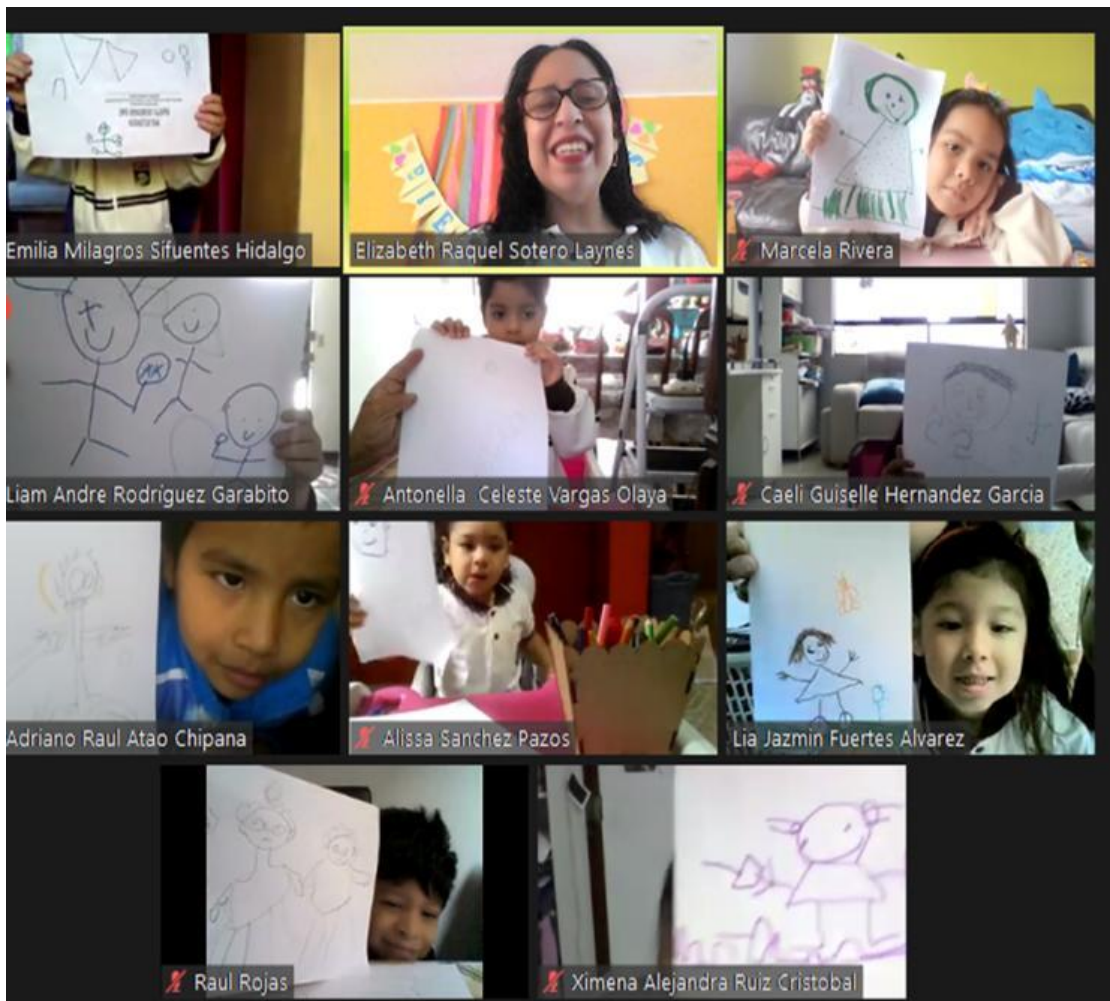 Emilia Milagros Sifuentes Hidalgo
Elizabeth Raquel Sotero Laynes
Marcela Rivera
Liam Andre Rodríguez Garabito
Antonella Celeste Vargas Olaya
Caeli Guiselle Hernandez Garcia
Adriano Raul Atao Chipana
Alissa Sanchez Pazos
Lia Jazmin Fuertes Alvarez
Raul Rojas
Ximena Alejandra Ruiz Cristobal